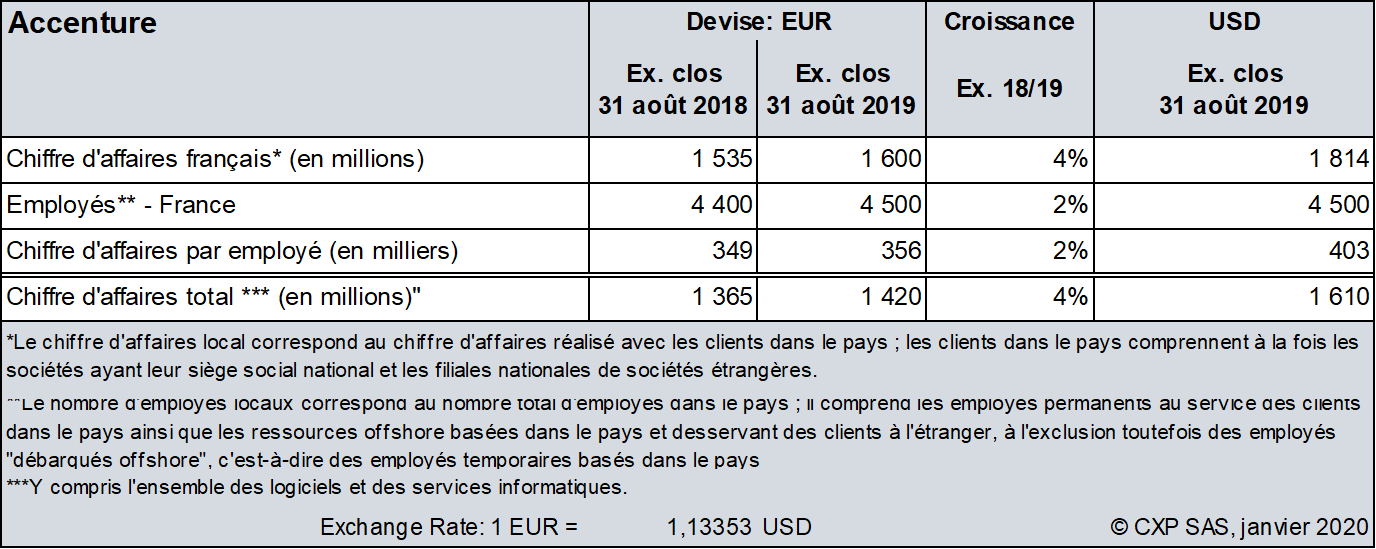 Accenture Devise: EUR Croissance USD
Ex. clos Ex. clos Ex. 18/19 Ex. clos
31 août 2018 31 août 2019 31 août 2019
Chiffre d'affaires français* (en millions) 1 535 1 600 4% 1 814
Employés** - France 4 400 4 500 2% 4 500
Chiffre d'affaires par employé (en milliers) 349 356 2% 403
Chiffre d'affaires total *** (en millions)" 1 365 1 420 4% 1 610
*Le chiffre d'affaires local correspond au chiffre d'affaires réalisé avec les clients dans le pays ; les clients dans le pays comprennent à la fois les
sociétés ayant leur siège social national et les filiales nationales de sociétés étrangères.
**Le nombre d'employés locaux correspond au nombre total d'employés dans le pays ; il comprend les employés permanents au service des clients
dans le pays ainsi que les ressources offshore basées dans le pays et desservant des clients à l'étranger, à l'exclusion toutefois des employés
"débarqués offshore", c'est-à-dire des employés temporaires basés dans le pays
***Y compris l'ensemble des logiciels et des services informatiques.
Exchange Rate: 1 EUR = 1,13353 USD © CXP SAS, janvier 2020